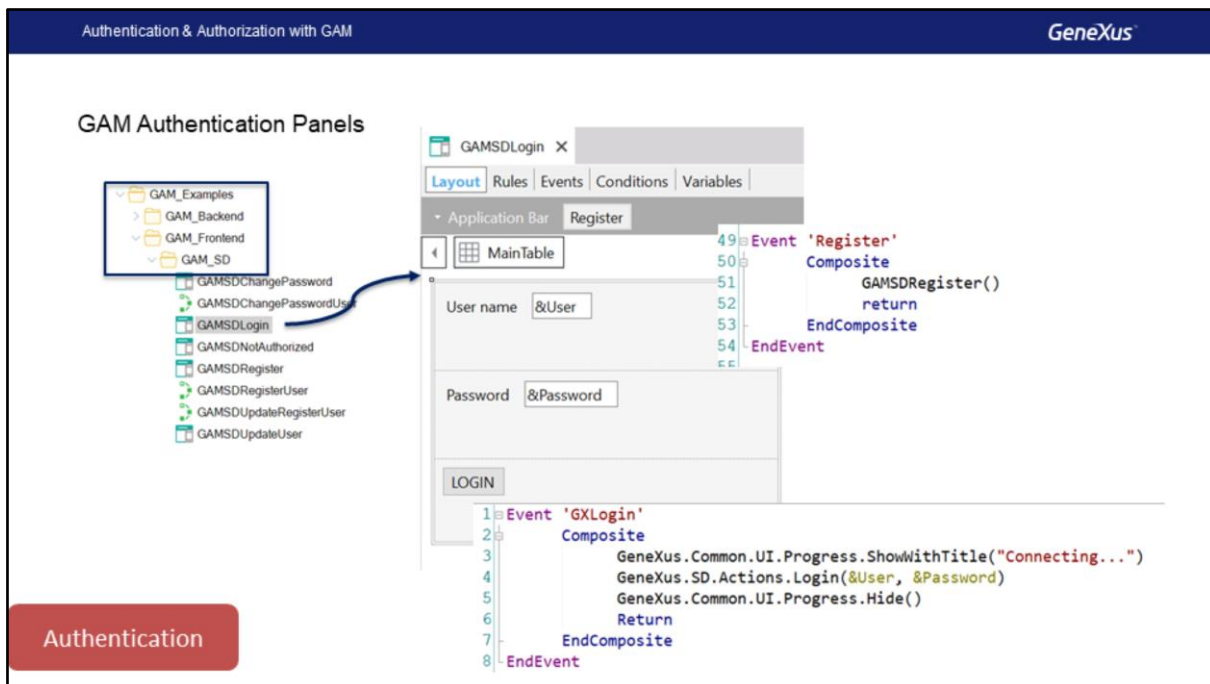 Authentication & Authorization with GAM
GeneXus™
GAM Authentication Panels
GAM_Examples
GAM_Backend
GAM_Frontend
GAM_SD
GAMSDChangePassword
GAMSDChangePasswordUser
GAMSDLogin
GAMSDNotAuthorized
GAMSDRegister
GAMSDRegisterUser
GAMSDUpdateRegisterUser
GAMSDUpdateUser
GAMSDLogin X
Layout Rules Events Conditions Variables
Application Bar Register
MainTable
User name &User
Password &Password
LOGIN
49 Event 'Register'
50 Composite
51 GAMSDRegister()
52 return
53 EndComposite
54 EndEvent
55
1 Event 'GXLogin'
2 Composite
3 GeneXus.Common.UI.Progress.ShowWithTitle("Connecting...")
4 GeneXus.SD.Actions.Login(&User, &Password)
5 GeneXus.Common.UI.Progress.Hide()
6 Return
7 EndComposite
8 EndEvent
Authentication